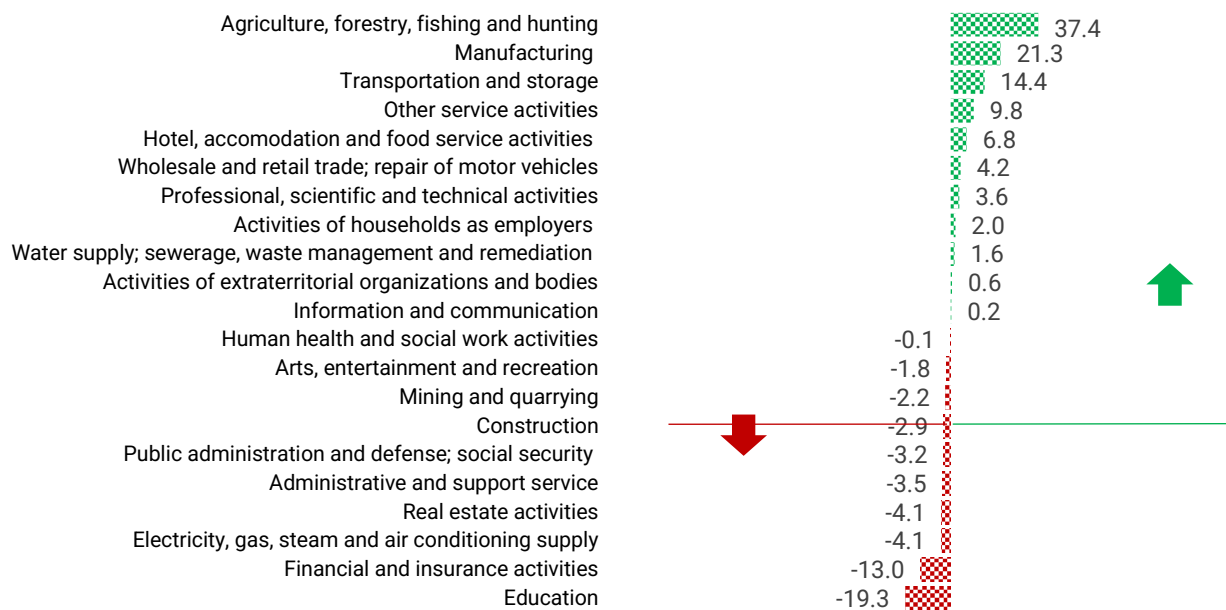 Agriculture, forestry, fishing and hunting 37.4
Manufacturing 21.3
Transportation and storage 14.4
Other service activities 9.8
Hotel, accomodation and food service activities 6.8
Wholesale and retail trade; repair of motor vehicles 4.2
Professional, scientific and technical activities 3.6
Activities of households as employers 2.0
Water supply; sewerage, waste management and remediation 1.6
Activities of extraterritorial organizations and bodies 0.6
Information and communication 0.2
Human health and social work activities -0.1
Arts, entertainment and recreation -1.8
Mining and quarrying -2.2
Construction -2.9
Public administration and defense; social security -3.2
Administrative and support service -3.5
Real estate activities -4.1
Electricity, gas, steam and air conditioning supply -4.1
Financial and insurance activities -13.0
Education -19.3